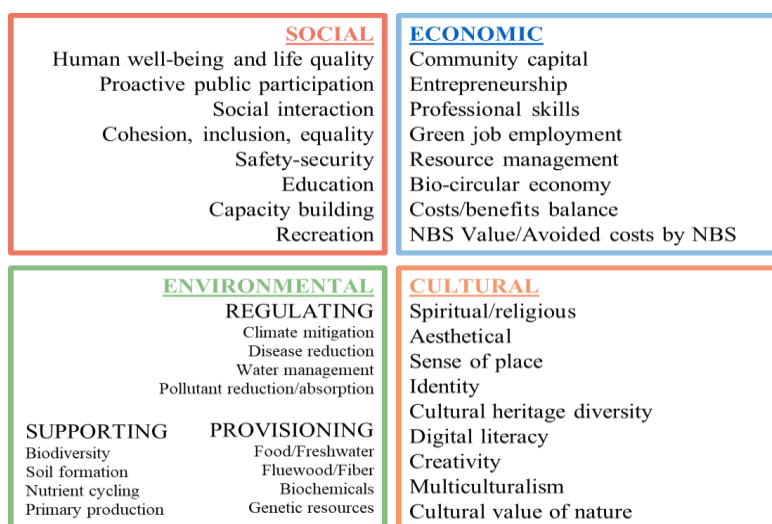 SOCIAL
Human well-being and life quality
Proactive public participation
Social interaction
Cohesion, inclusion, equality
Safety-security
Education
Capacity building
Recreation
ECONOMIC
Community capital
Entrepreneurship
Professional skills
Green job employment
Resource management
Bio-circular economy
Costs/benefits balance
NBS Value/Avoided costs by NBS
ENVIRONMENTAL
REGULATING
Climate mitigation
Disease reduction
Water management
Pollutant reduction/absorption
SUPPORTING
Biodiversity
Soil formation
Nutrient cycling
Primary production
PROVISIONING
Food/Freshwater
Fluewood/Fiber
Biochemicals
Genetic resources
CULTURAL
Spiritual/religious
Aesthetical
Sense of place
Identity
Cultural heritage diversity
Digital literacy
Creativity
Multiculturalism
Cultural value of nature